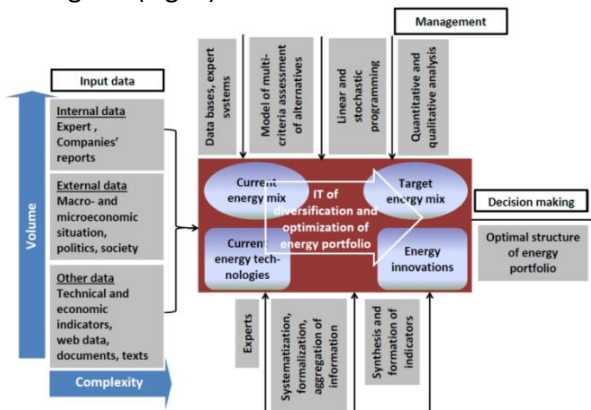 Management
Input data
Volume
Internal data
Expert ,
Companies'
reports
External data
Macro- and
microeconomic
situation,
politics, society
Other data
Technical and
economic
indicators,
web data,
documents, texts
Complexity
Data bases, expert
systems
Model of multi-
criteria assessment
of alternatives
Linear and
stochastic
programming
Quantitative and
qualitative analysis
Current
energy mix
IT of
diversification and
optimization of
energy portfolio
Target
energy mix
Current
energy tech-
nologies
Energy
innovations
Decision making
Optimal structure
of energy
portfolio
Experts
Systematization,
formalization,
aggregation of
information
Synthesis and
formation of
indicators